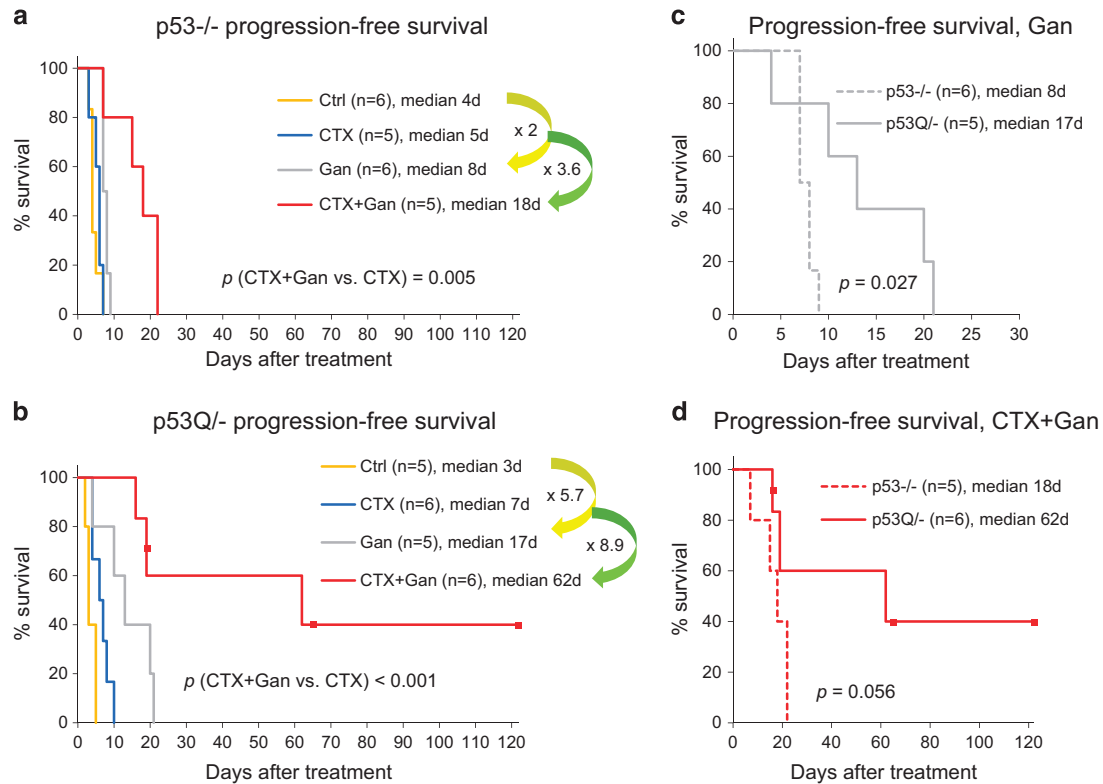 a
p53-/- progression-free survival
% survival
100
80
60
40
20
0
Ctrl (n=6), median 4d
CTX (n=5), median 5d
Gan (n=6), median 8d
CTX+Gan (n=5), median 18d
x 2
x 3.6
p (CTX+Gan vs. CTX) = 0.005
0 10 20 30 40 50 60 70 80 90 100 110 120
Days after treatment
c
Progression-free survival, Gan
% survival
100
80
60
40
20
0
p53-/- (n=6), median 8d
p53Q/- (n=5), median 17d
p = 0.027
0 5 10 15 20 25 30
Days after treatment
b
p53Q/- progression-free survival
% survival
100
80
60
40
20
0
Ctrl (n=5), median 3d
CTX (n=6), median 7d
Gan (n=5), median 17d
CTX+Gan (n=6), median 62d
x 5.7
x 8.9
p (CTX+Gan vs. CTX) < 0.001
0 10 20 30 40 50 60 70 80 90 100 110 120
Days after treatment
d
Progression-free survival, CTX+Gan
% survival
100
80
60
40
20
0
p53-/- (n=5), median 18d
p53Q/- (n=6), median 62d
p = 0.056
0 20 40 60 80 100 120
Days after treatment